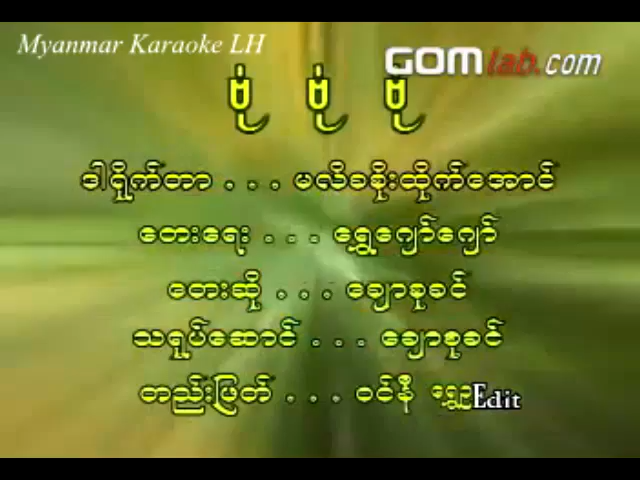 Myanmar Karaoke LH
GOMlab.com
ဗုံ ဗုံ ဗုံ
ဒါရိုက်တာ . . . မလိခစိုးထိုက်အောင်
တေးရေး . . . ရွှေဂျော်ဂျော်
တေးဆို . . . ချောစုခင်
သရုပ်ဆောင် . . . ချောစုခင်
တည်းဖြတ် . . . ဝင်နီ Edit